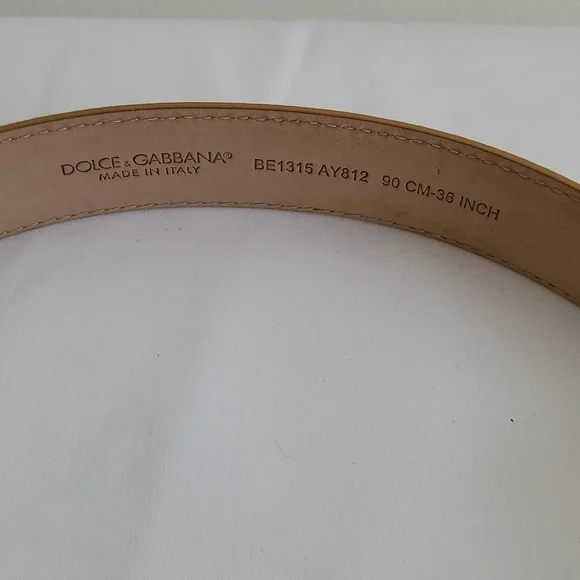 DOLCE & GABBANA®
MADE IN ITALY
BE1315 AY812 90 CM-36 INCH